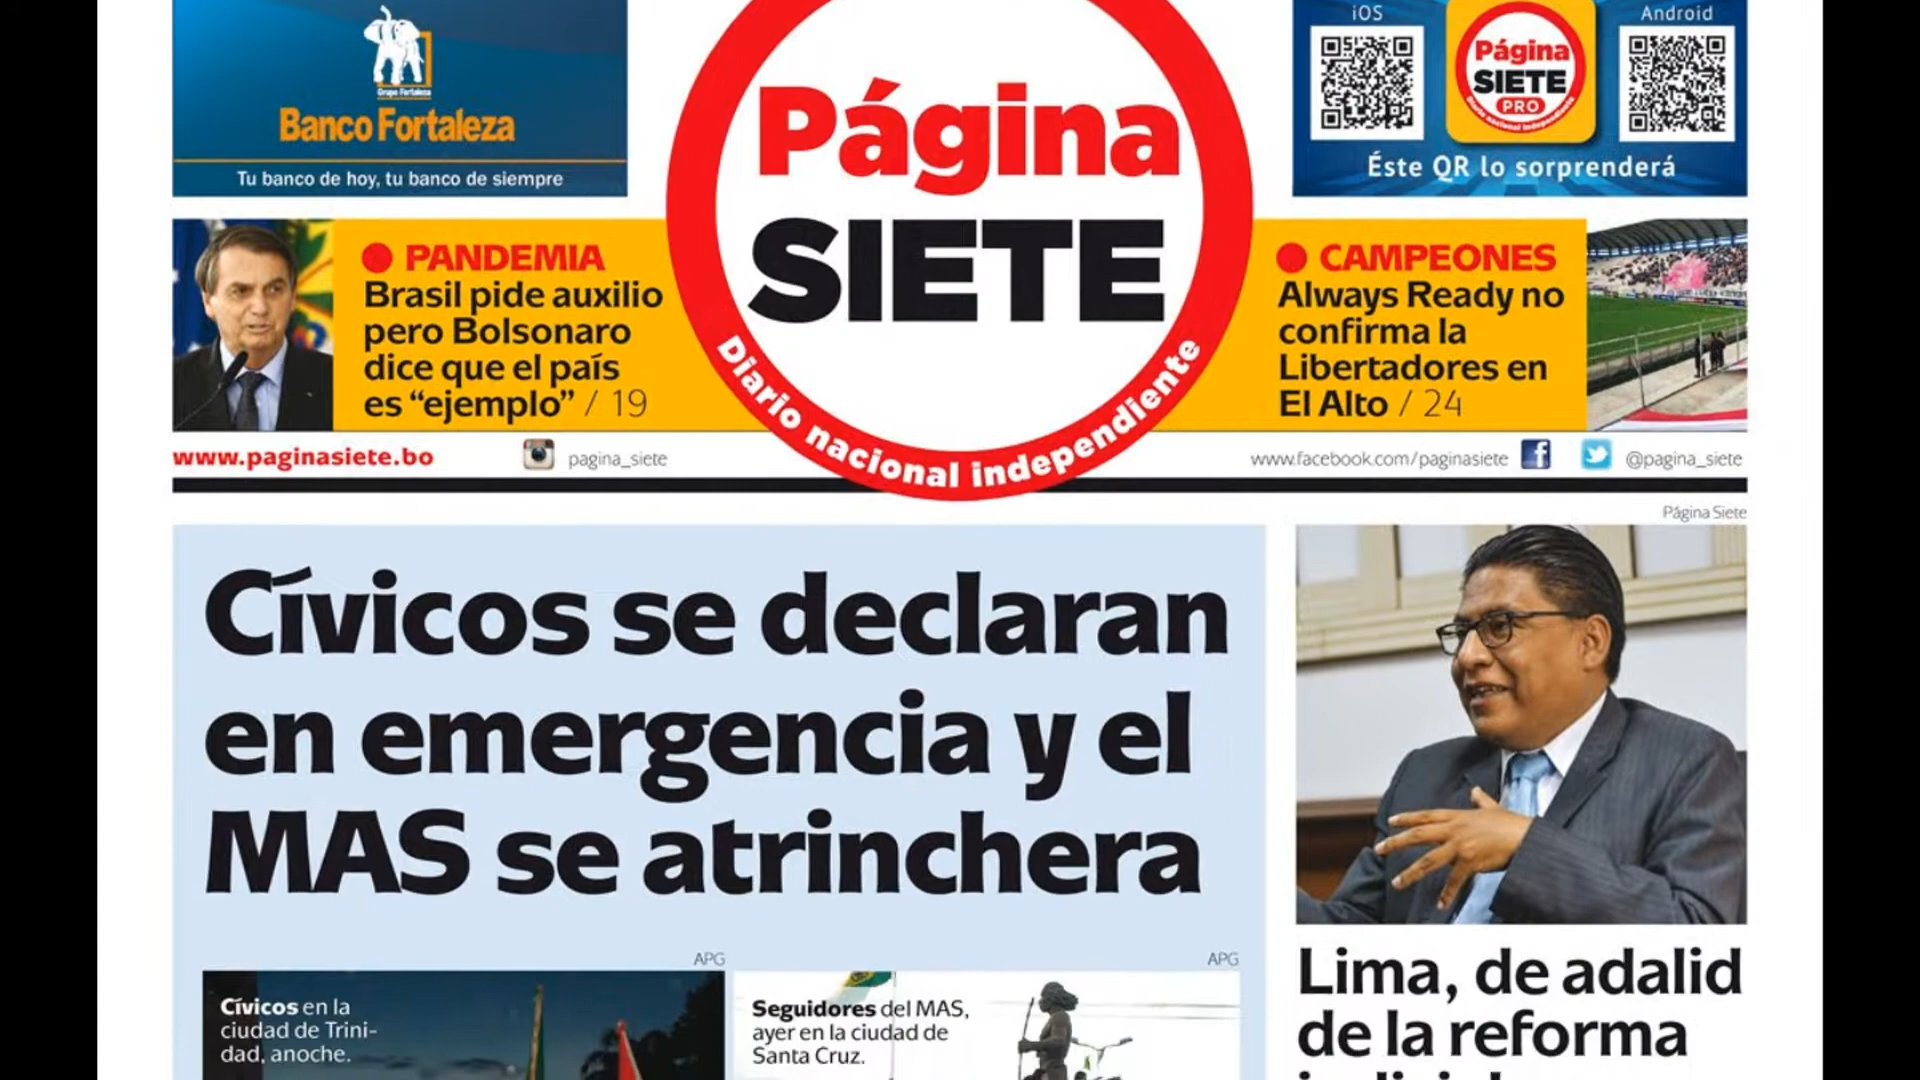 Grupo Fortaleza
Banco Fortaleza
Tu banco de hoy, tu banco de siempre
Página
SIETE
Diario nacional independiente
iOS
Android
Página
SIETE
PRO
Diario nacional independiente
Éste QR lo sorprenderá
PANDEMIA
Brasil pide auxilio
pero Bolsonaro
dice que el país
es “ejemplo” / 19
CAMPEONES
Always Ready no
confirma la
Libertadores en
El Alto / 24
www.paginasiete.bo
pagina_siete
www.facebook.com/paginasiete
@pagina_siete
Cívicos se declaran
en emergencia y el
MAS se atrinchera
APG
Cívicos en la
ciudad de Trini-
dad, anoche.
APG
Seguidores del MAS,
ayer en la ciudad de
Santa Cruz.
Página Siete
Lima, de adalid
de la reforma